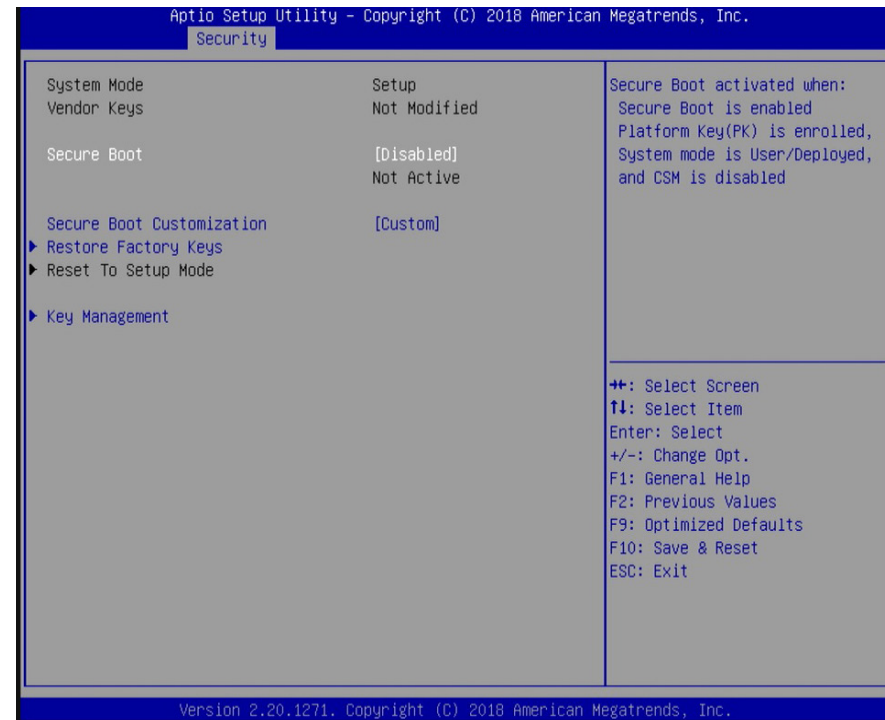 Aptio Setup Utility – Copyright (C) 2018 American Megatrends, Inc.
Security
System Mode Setup
Vendor Keys Not Modified
Secure Boot [Disabled]
Not Active
Secure Boot Customization [Custom]
Restore Factory Keys
Reset To Setup Mode
Key Management
Secure Boot activated when:
Secure Boot is enabled
Platform Key(PK) is enrolled,
System mode is User/Deployed,
and CSM is disabled
→←: Select Screen
↑↓: Select Item
Enter: Select
+/-: Change Opt.
F1: General Help
F2: Previous Values
F9: Optimized Defaults
F10: Save & Reset
ESC: Exit
Version 2.20.1271. Copyright (C) 2018 American Megatrends, Inc.